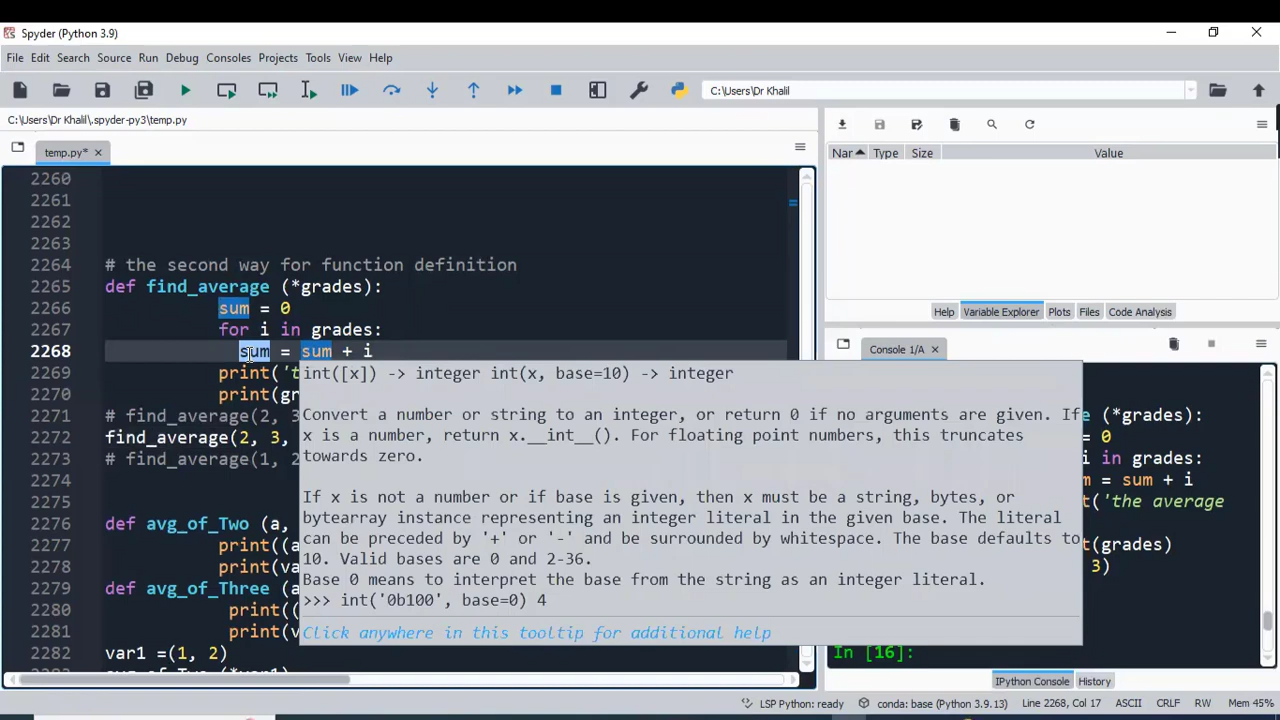 Spyder (Python 3.9)
File Edit Search Source Run Debug Consoles Projects Tools View Help
C:\Users\Dr Khalil
C:\Users\Dr Khalil\.spyder-py3\temp.py
temp.py*
2260
2261
2262
2263
2264 # the second way for function definition
2265 def find_average (*grades):
2266 sum = 0
2267 for i in grades:
2268 sum = sum + i
2269 print('t
2270 print(gr
2271 # find_average(2, 3
2272 find_average(2, 3,
2273 # find_average(1, 2
2274
2275
2276 def avg_of_Two (a,
2277 print((a
2278 print(va
2279 def avg_of_Three (a
2280 print((
2281 print(v
2282 var1 =(1, 2)
int([x]) -> integer int(x, base=10) -> integer
Convert a number or string to an integer, or return 0 if no arguments are given. If
x is a number, return x.__int__(). For floating point numbers, this truncates
towards zero.
If x is not a number or if base is given, then x must be a string, bytes, or
bytearray instance representing an integer literal in the given base. The literal
can be preceded by '+' or '-' and be surrounded by whitespace. The base defaults to
10. Valid bases are 0 and 2-36.
Base 0 means to interpret the base from the string as an integer literal.
>>> int('0b100', base=0) 4
Click anywhere in this tooltip for additional help
Nar Type Size Value
Help Variable Explorer Plots Files Code Analysis
Console 1/A
e (*grades):
= 0
i in grades:
m = sum + i
t('the average
t(grades)
3)
In [16]:
IPython Console History
LSP Python: ready conda: base (Python 3.9.13) Line 2268, Col 17 ASCII CRLF RW Mem 45%